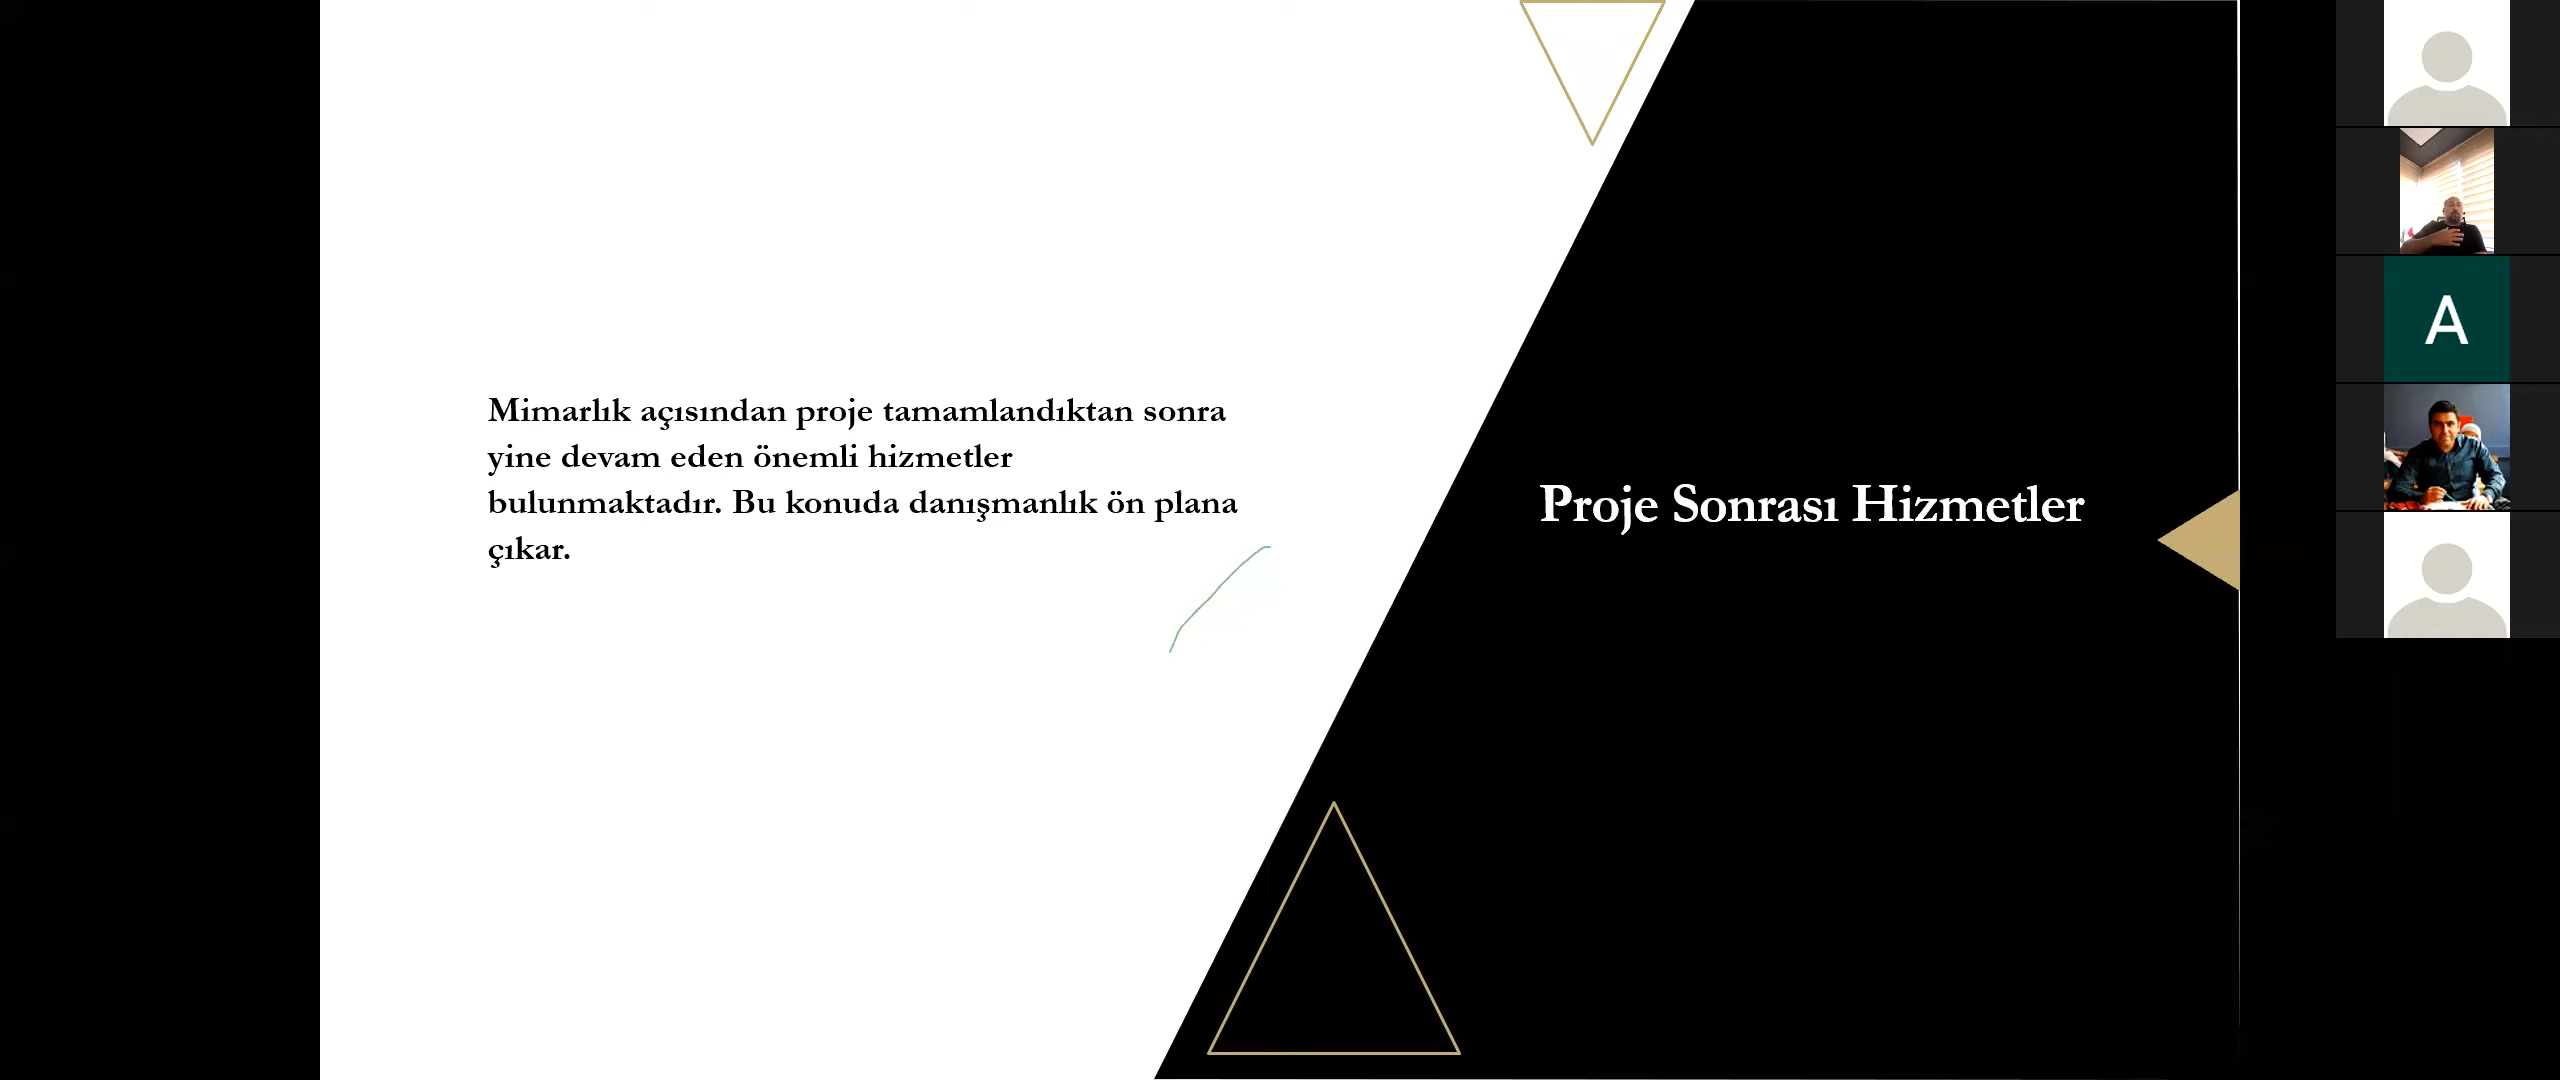 Mimarlık açısından proje tamamlandıktan sonra
yine devam eden önemli hizmetler
bulunmaktadır. Bu konuda danışmanlık ön plana
çıkar.
Proje Sonrası Hizmetler
A